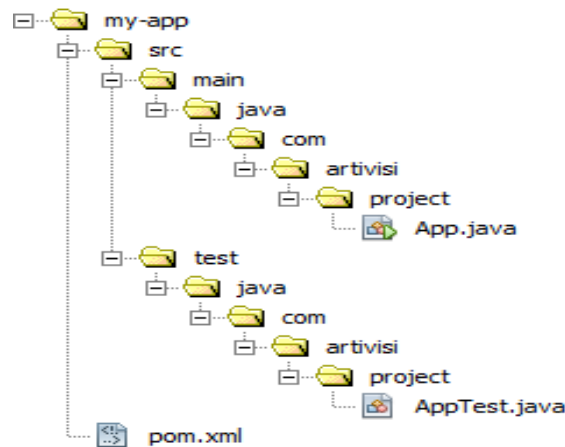 my-app
src
main
java
com
artivisi
project
App.java
test
java
com
artivisi
project
AppTest.java
pom.xml